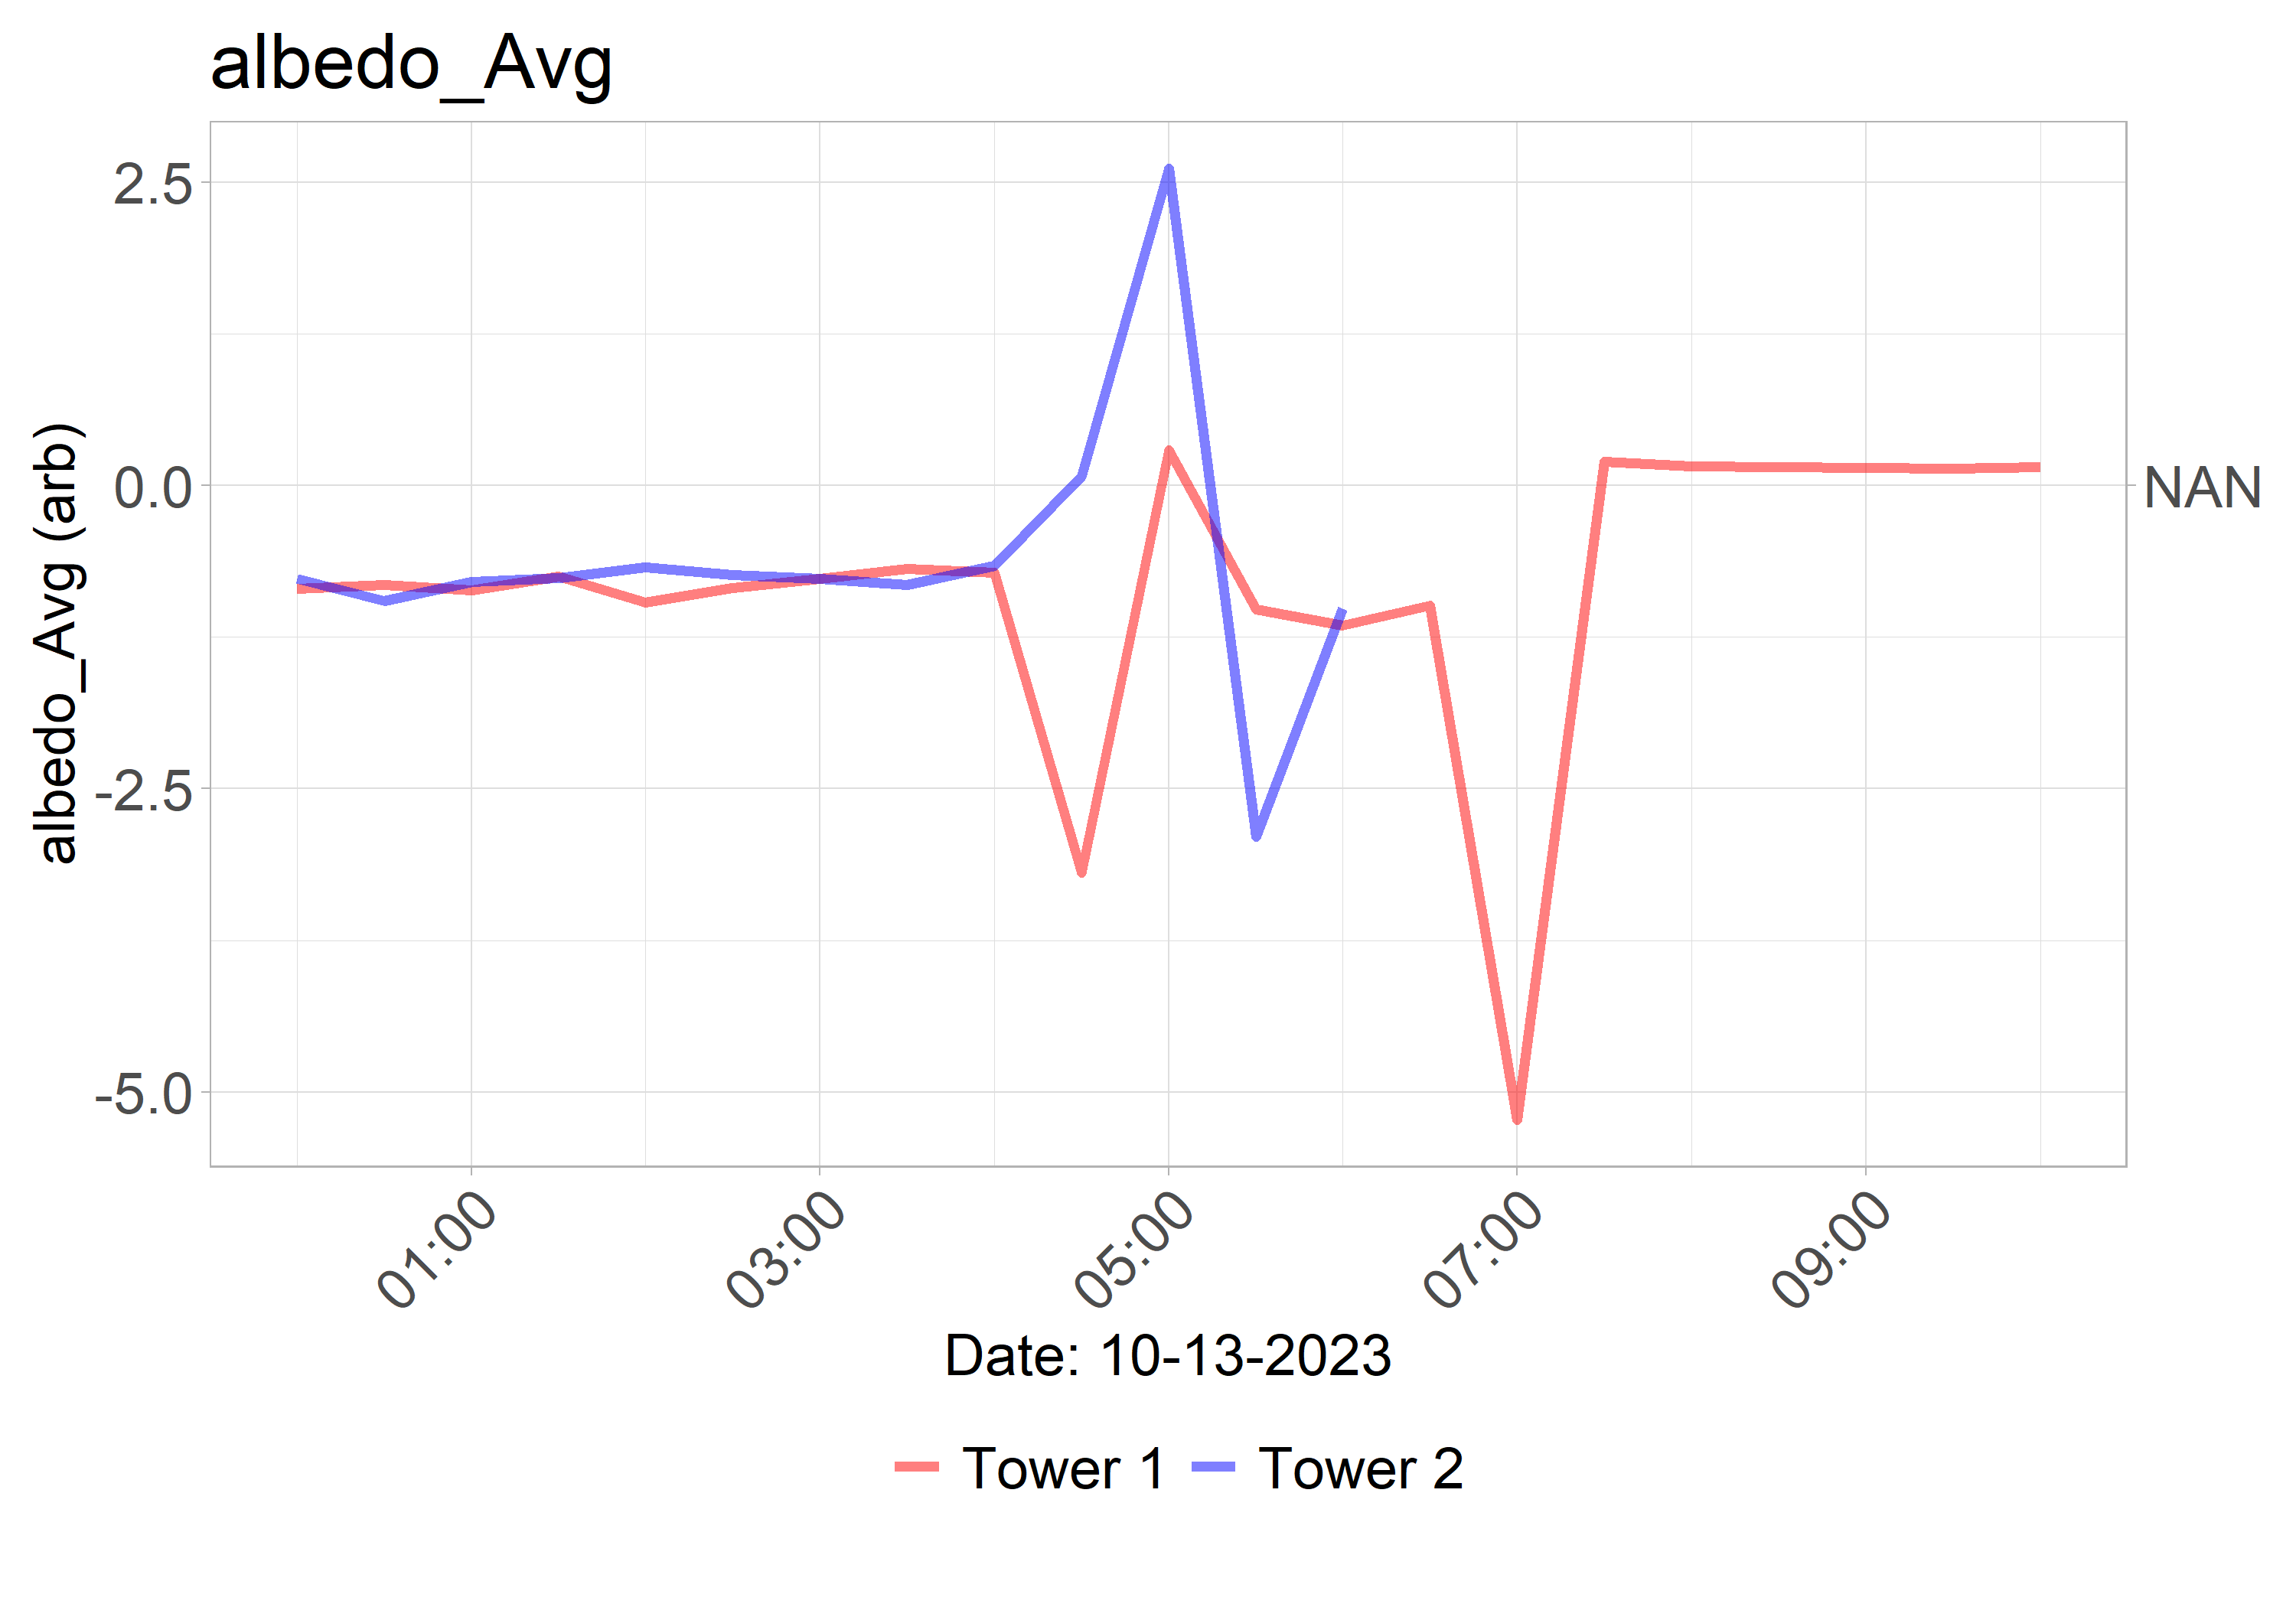 albedo_Avg
albedo_Avg (arb)
2.5
0.0
-2.5
-5.0
NAN
01:00
03:00
05:00
07:00
09:00
Date: 10-13-2023
Tower 1
Tower 2